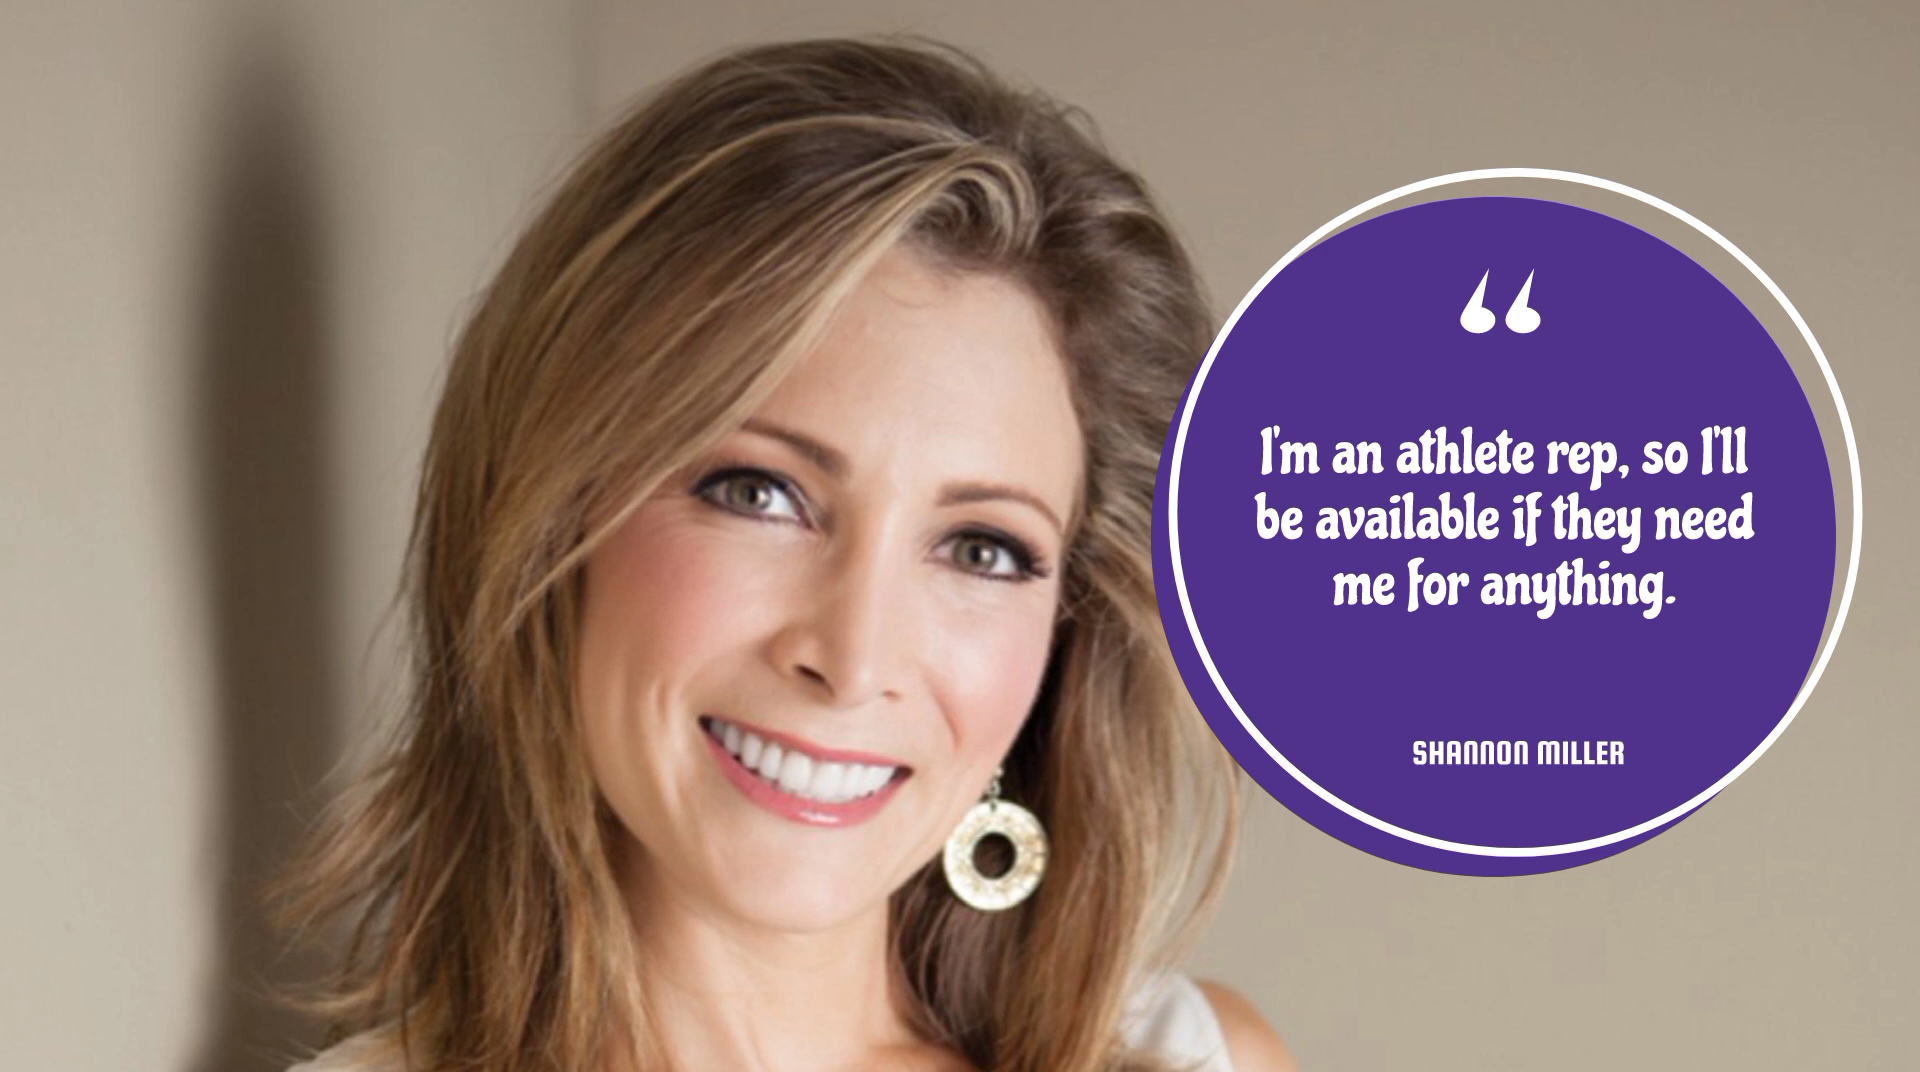 “
I'm an athlete rep, so I'll
be available if they need
me for anything.
SHANNON MILLER